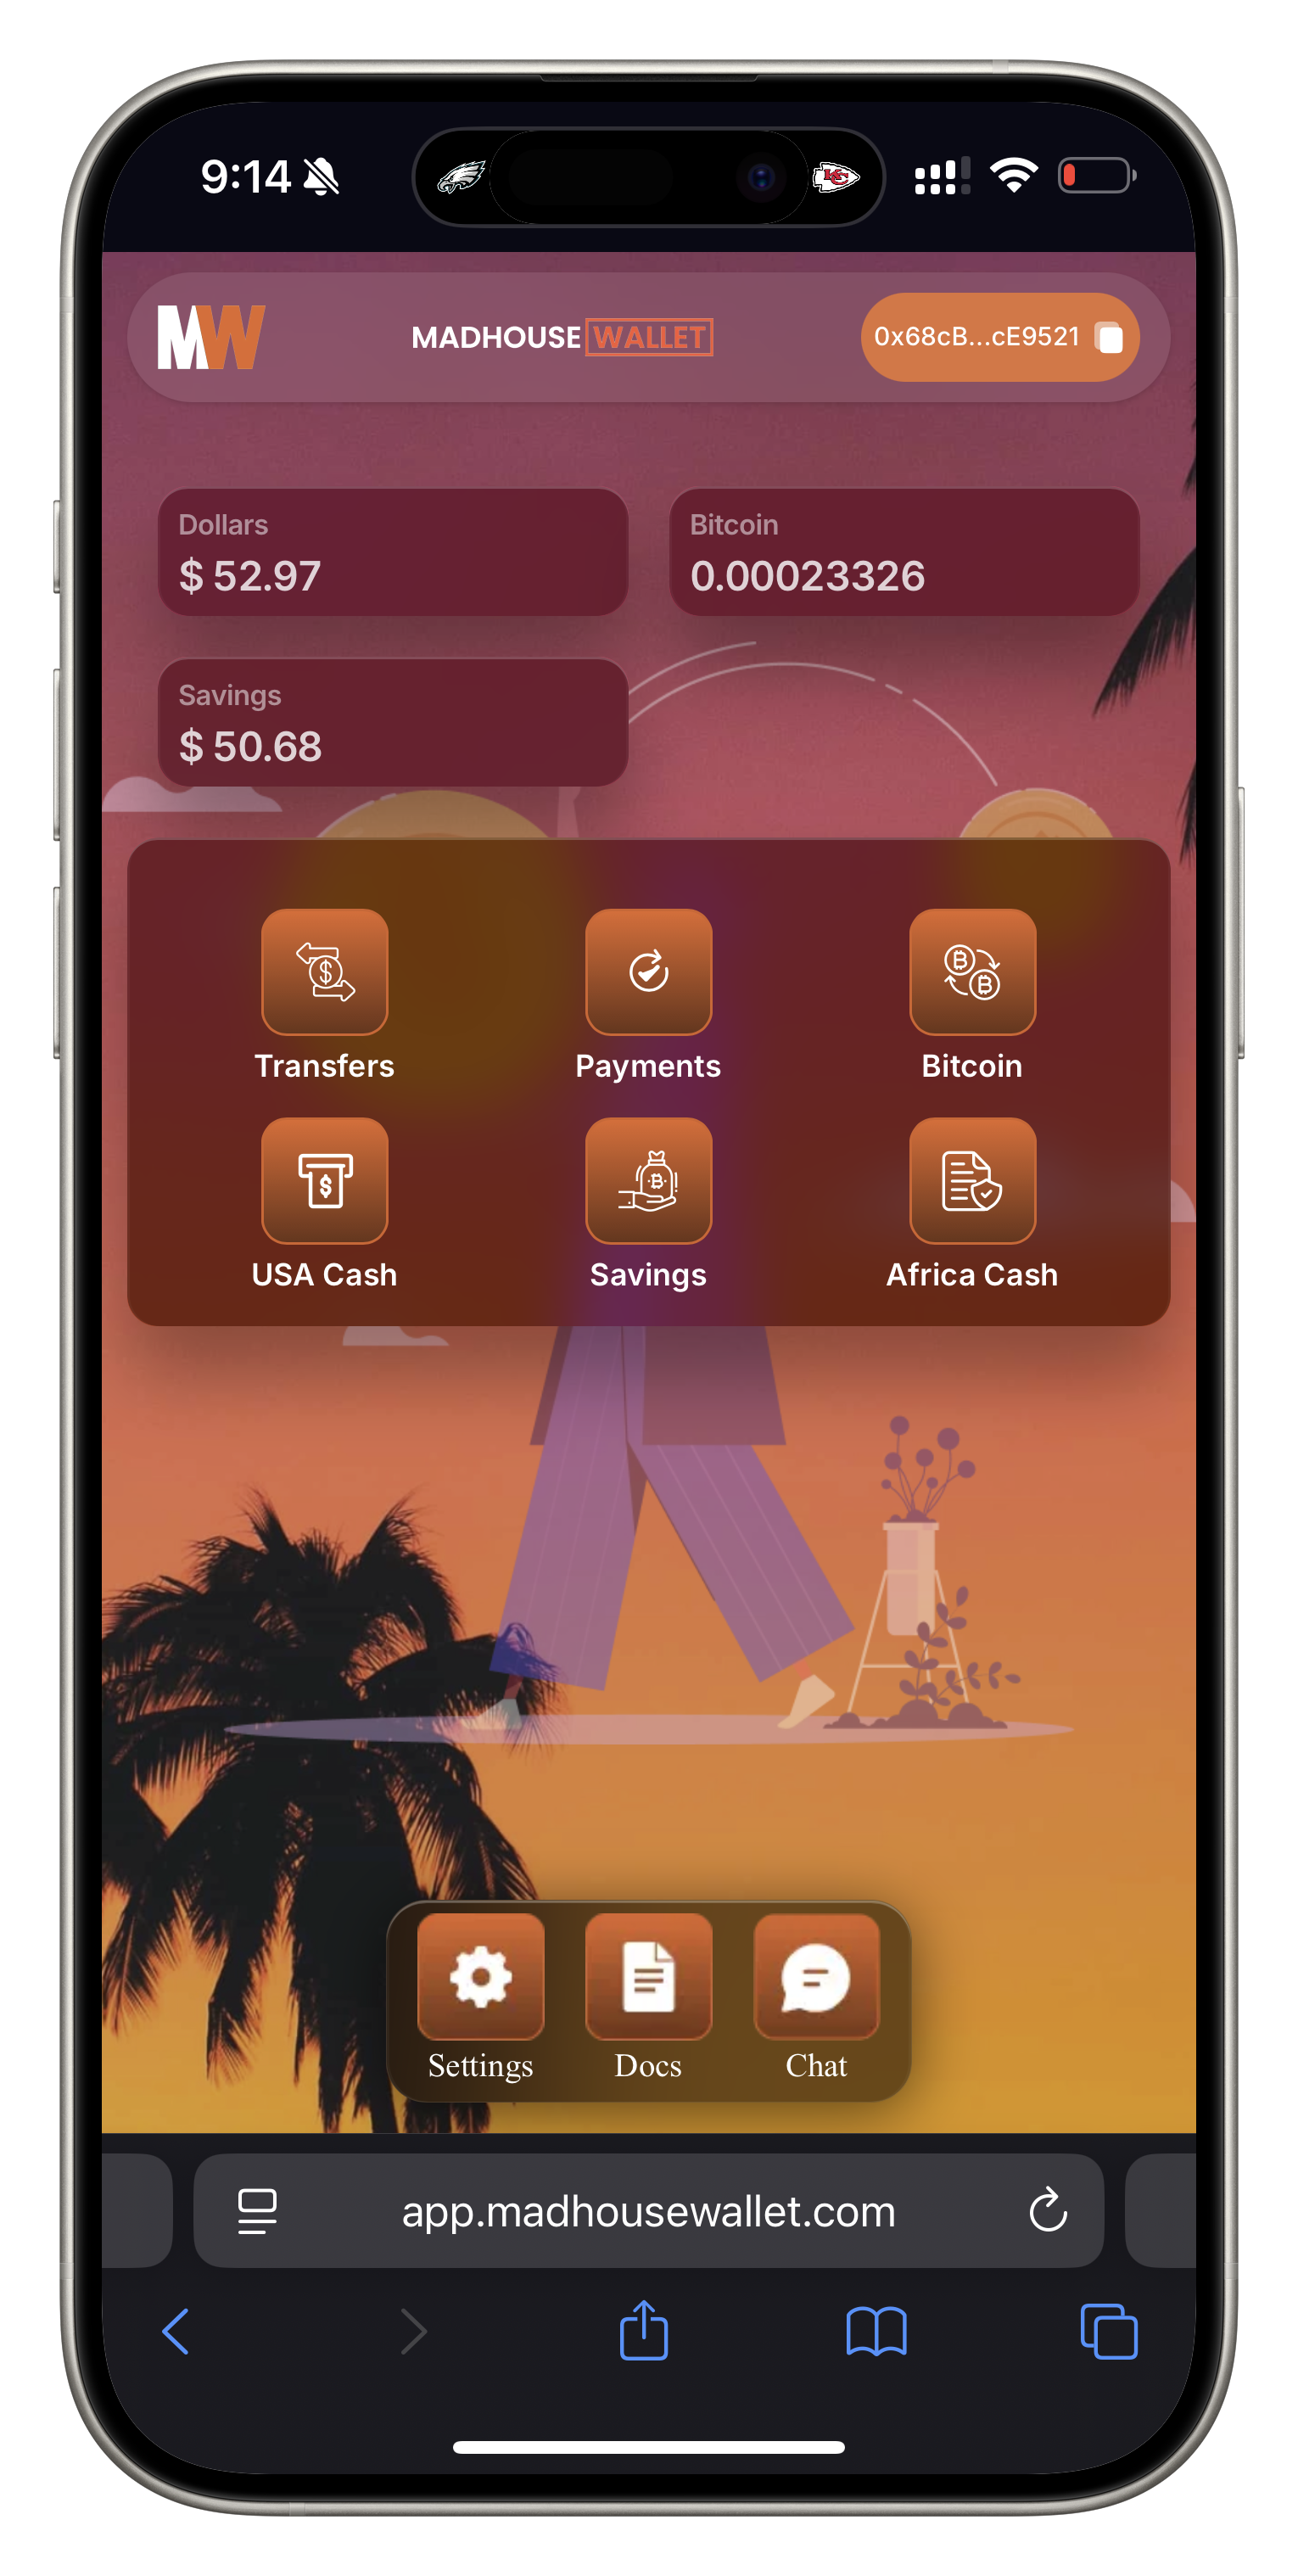 9:14
MW
MADHOUSE WALLET
0x68cB...cE9521
Dollars
$ 52.97
Bitcoin
0.00023326
Savings
$ 50.68
Transfers
Payments
Bitcoin
USA Cash
Savings
Africa Cash
Settings
Docs
Chat
app.madhousewallet.com